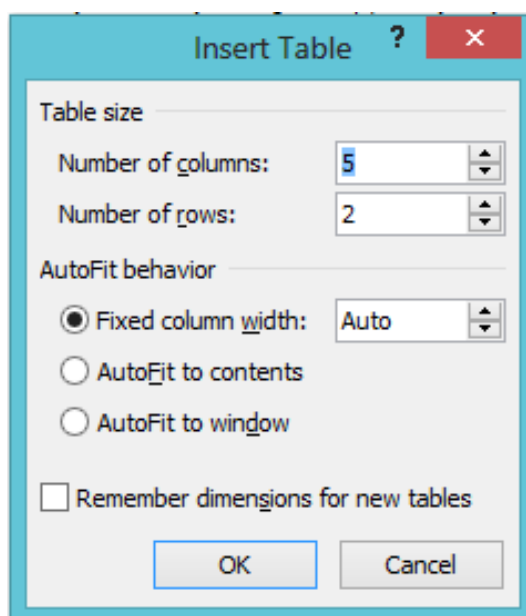 Insert Table ?
Table size
Number of columns: 5
Number of rows: 2
AutoFit behavior
Fixed column width: Auto
AutoFit to contents
AutoFit to window
Remember dimensions for new tables
OK Cancel